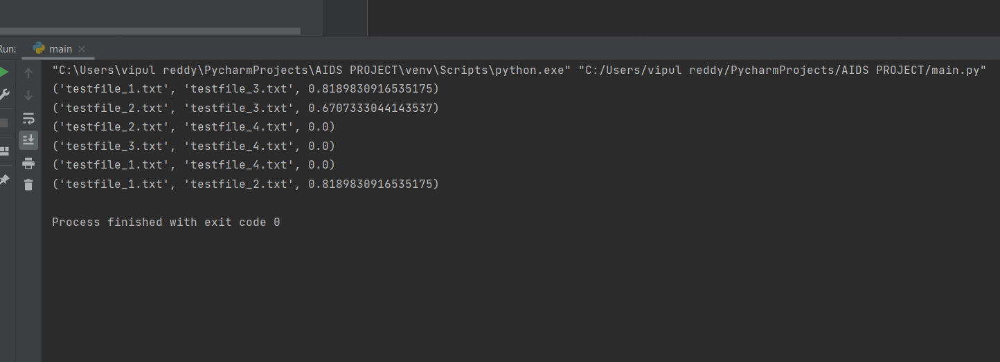 Run: main
"C:\Users\vipul reddy\PycharmProjects\AIDS PROJECT\venv\Scripts\python.exe" "C:/Users/vipul reddy/PycharmProjects/AIDS PROJECT/main.py"
('testfile_1.txt', 'testfile_3.txt', 0.8189830916535175)
('testfile_2.txt', 'testfile_3.txt', 0.6707333044143537)
('testfile_2.txt', 'testfile_4.txt', 0.0)
('testfile_3.txt', 'testfile_4.txt', 0.0)
('testfile_1.txt', 'testfile_4.txt', 0.0)
('testfile_1.txt', 'testfile_2.txt', 0.8189830916535175)
Process finished with exit code 0